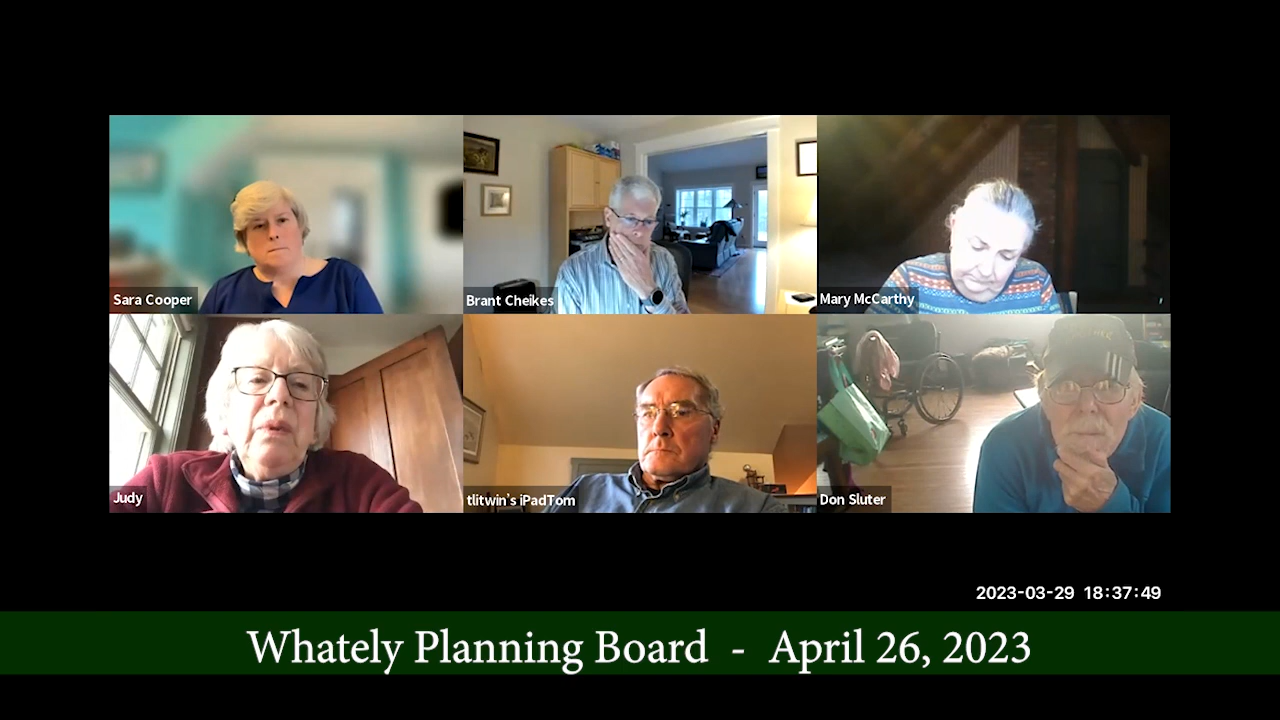 Sara Cooper
Brant Cheikes
Mary McCarthy
Judy
tlitwin's iPadTom
Don Sluter
2023-03-29 18:37:49
Whately Planning Board - April 26, 2023